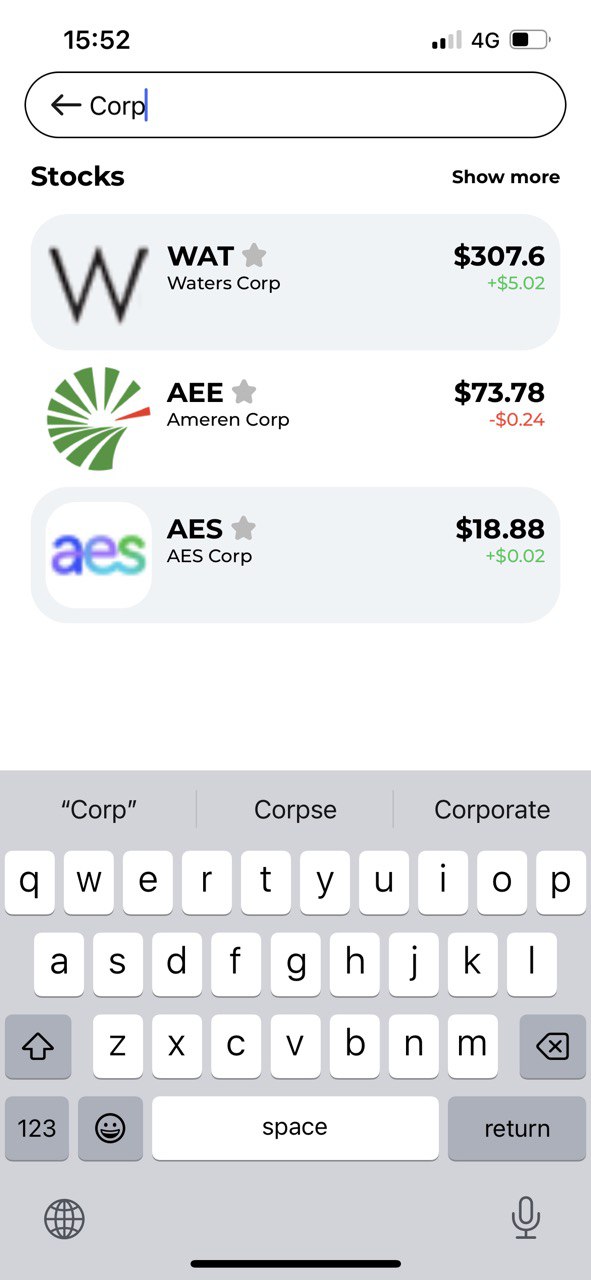 15:52 4G
Corp
Stocks Show more
WAT $307.6
Waters Corp +$5.02
AEE $73.78
Ameren Corp -$0.24
aes AES $18.88
AES Corp +$0.02
“Corp” Corpse Corporate
q w e r t y u i o p
a s d f g h j k l
z x c v b n m
123 space return